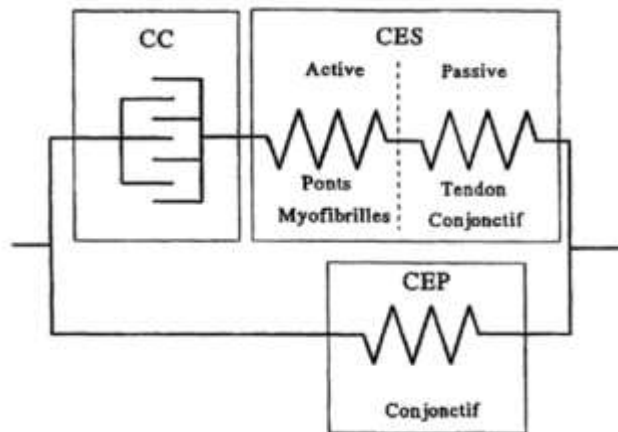 CC
CES
Active
Passive
Ponts
Myofibrilles
Tendon
Conjonctif
CEP
Conjonctif